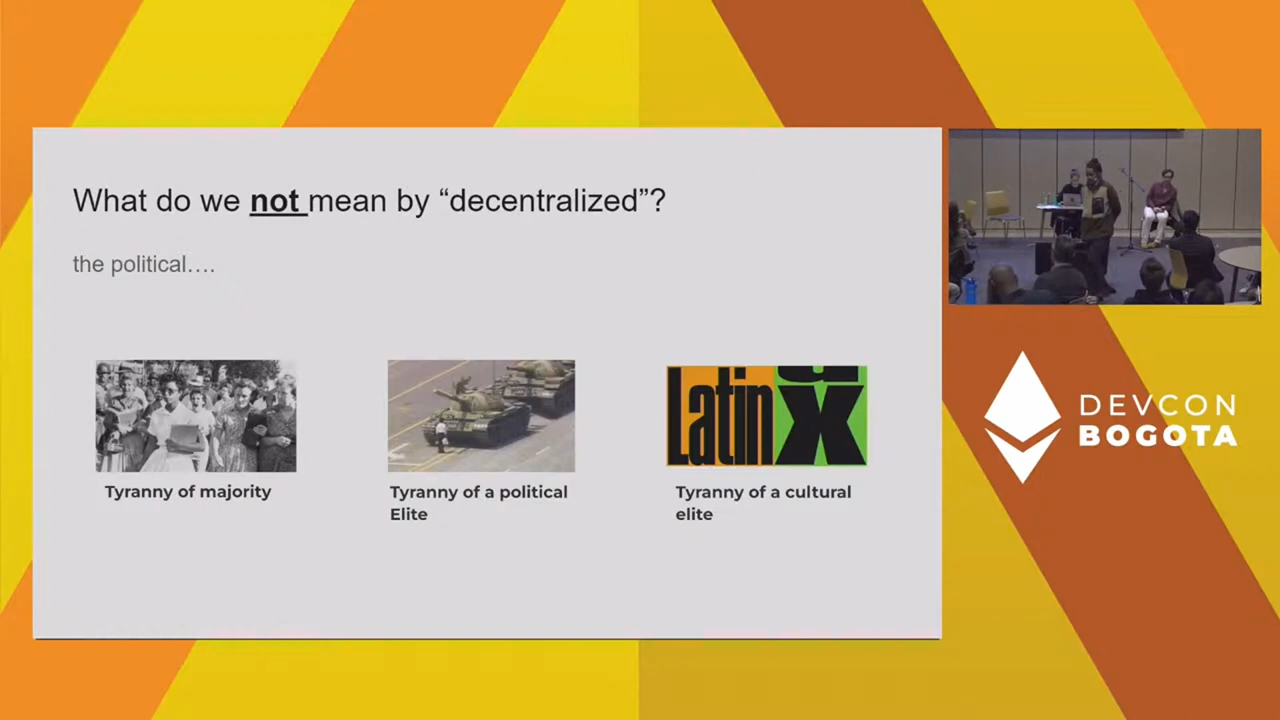 What do we not mean by “decentralized”?
the political….
Tyranny of majority
Tyranny of a political
Elite
Latin
a
x
Tyranny of a cultural
elite
DEVCON
BOGOTA